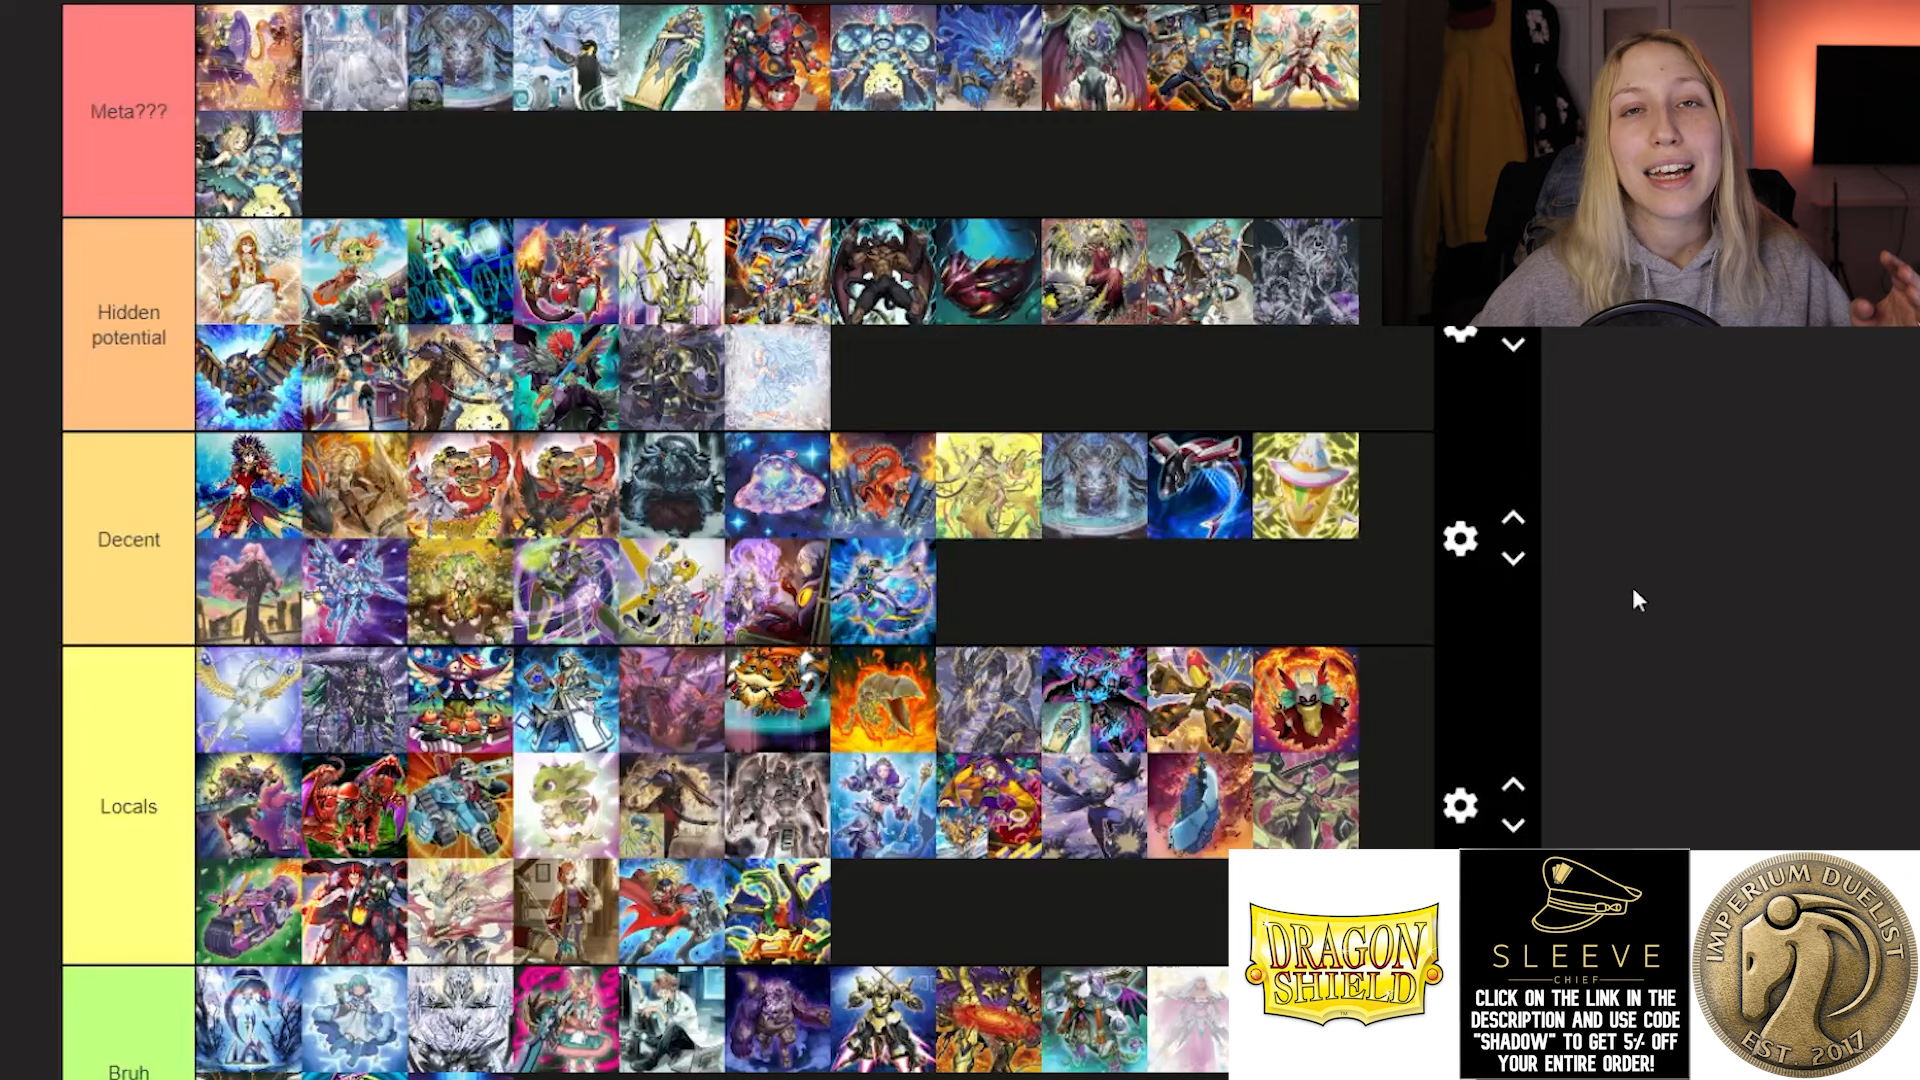 Meta???
Hidden
potential
Decent
Locals
Bruh
DRAGON
SHIELD
TM
SLEEVE
CHIEF
CLICK ON THE LINK IN THE
DESCRIPTION AND USE CODE
"SHADOW" TO GET 5% OFF
YOUR ENTIRE ORDER!
IMPERIUM DUELIST
EST. 2017